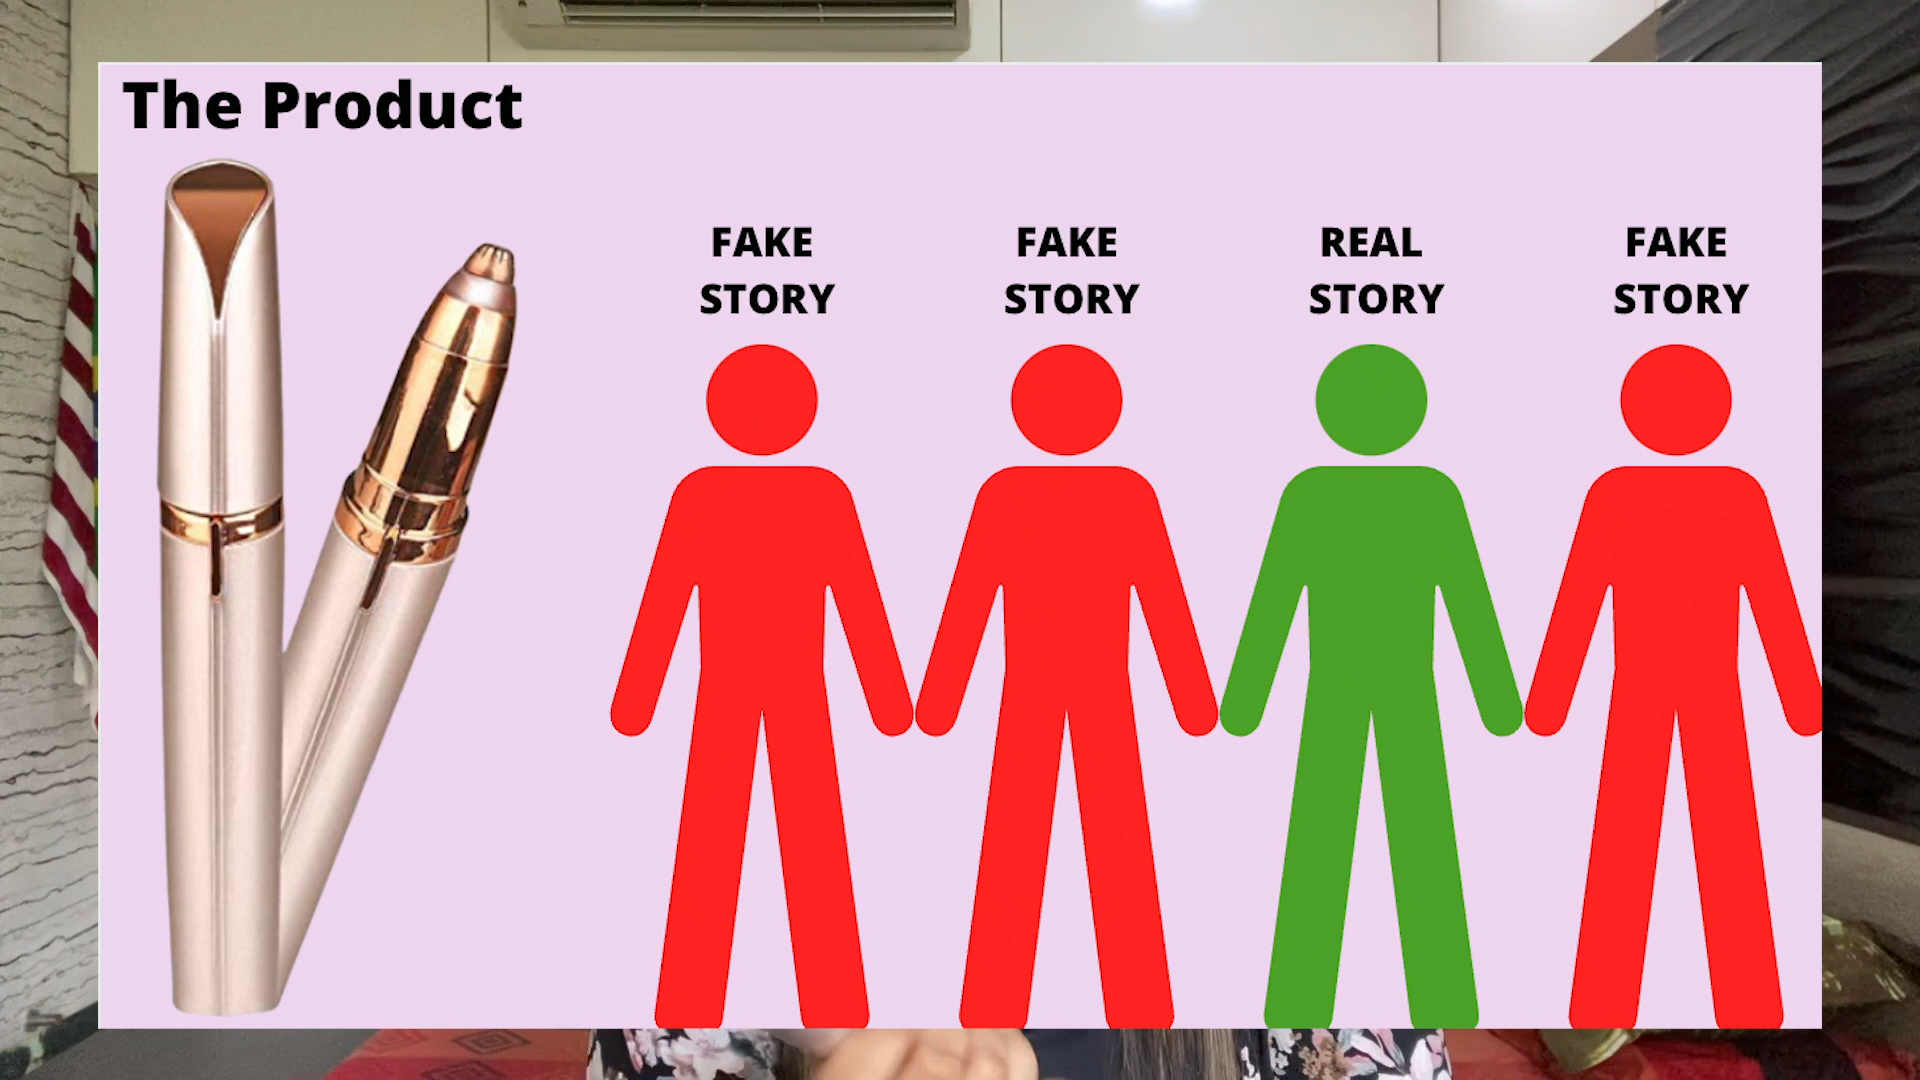 The Product
FAKE
STORY
FAKE
STORY
REAL
STORY
FAKE
STORY